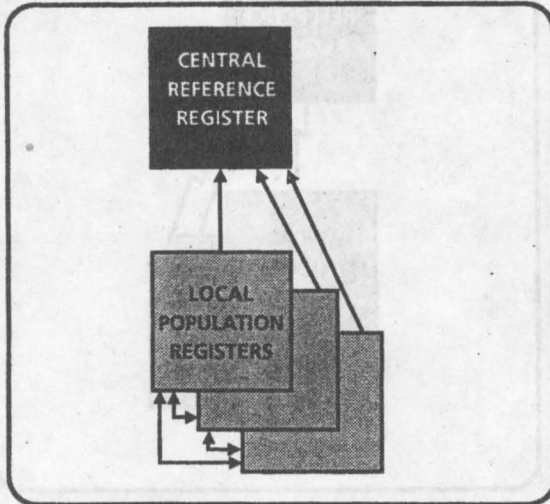 CENTRAL
REFERENCE
REGISTER
LOCAL
POPULATION
REGISTERS